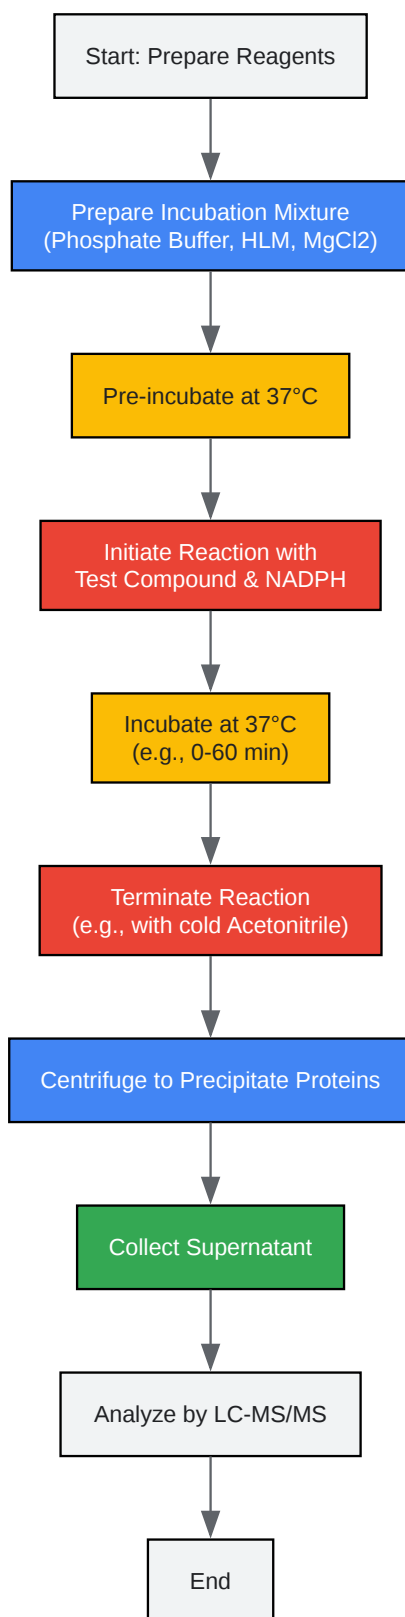 Start: Prepare Reagents
Prepare Incubation Mixture
(Phosphate Buffer, HLM, MgCl2)
Pre-incubate at 37°C
Initiate Reaction with
Test Compound & NADPH
Incubate at 37°C
(e.g., 0-60 min)
Terminate Reaction
(e.g., with cold Acetonitrile)
Centrifuge to Precipitate Proteins
Collect Supernatant
Analyze by LC-MS/MS
End